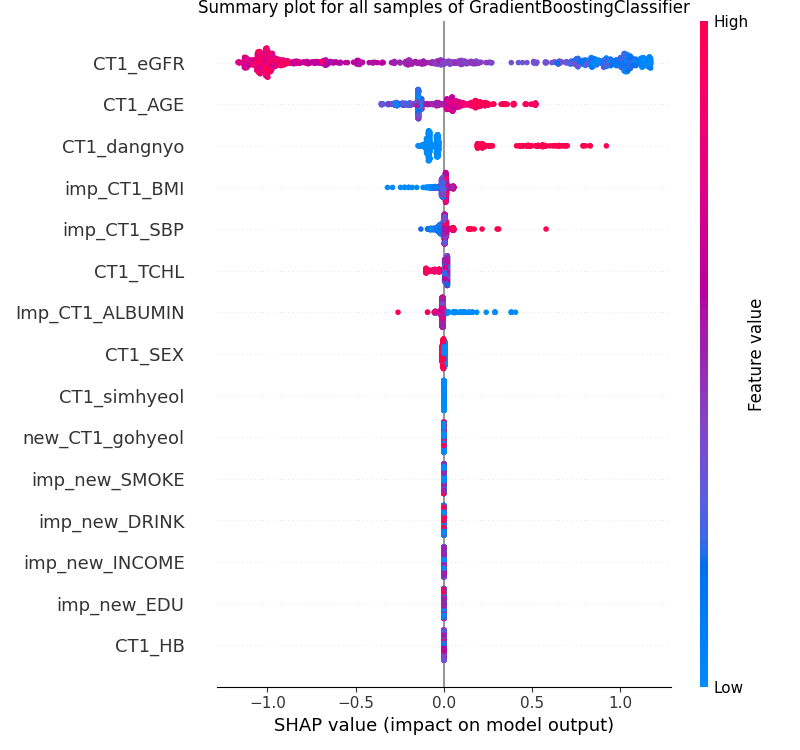 Summary plot for all samples of GradientBoostingClassifier
High
CT1_eGFR
CT1_AGE
CT1_dangnyo
imp_CT1_BMI
imp_CT1_SBP
CT1_TCHL
Imp_CT1_ALBUMIN
CT1_SEX
CT1_simhyeol
new_CT1_gohyeol
imp_new_SMOKE
imp_new_DRINK
imp_new_INCOME
imp_new_EDU
CT1_HB
Feature value
Low
−1.0 −0.5 0.0 0.5 1.0
SHAP value (impact on model output)